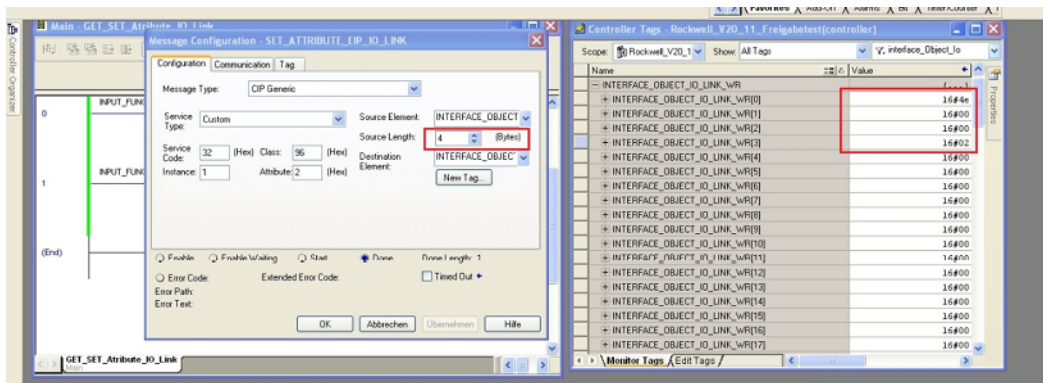 Favorites
Add-On
Alarms
Bit
Timer/Counter
Main - GET_SET_Atribute_IO_Link
Controller Organizer
0
INPUT_FUNC
1
INPUT_FUN
(End)
GET_SET_Atribute_IO_Link
Main
Message Configuration - SET_ATTRIBUTE_EIP_IO_LINK
Configuration Communication Tag
Message Type: CIP Generic
Service Type: Custom
Source Element: INTERFACE_OBJECT
Source Length: 4 (Bytes)
Service Code: 32 (Hex) Class: 96 (Hex)
Destination Element: INTERFACE_OBJEC
Instance: 1 Attribute: 2 (Hex)
New Tag...
Enable Enable Waiting Start Done Done Length: 1
Error Code: Extended Error Code: Timed Out
Error Path:
Error Text:
OK Abbrechen Übernehmen Hilfe
Controller Tags - Rockwell_V20_11_Freigabetest(controller)
Scope: Rockwell_V20_1 Show: All Tags interface_Object_Io
Name Value
INTERFACE_OBJECT_IO_LINK_WR {...}
INTERFACE_OBJECT_IO_LINK_WR[0] 16#4e
INTERFACE_OBJECT_IO_LINK_WR[1] 16#00
INTERFACE_OBJECT_IO_LINK_WR[2] 16#00
INTERFACE_OBJECT_IO_LINK_WR[3] 16#02
INTERFACE_OBJECT_IO_LINK_WR[4] 16#00
INTERFACE_OBJECT_IO_LINK_WR[5] 16#00
INTERFACE_OBJECT_IO_LINK_WR[6] 16#00
INTERFACE_OBJECT_IO_LINK_WR[7] 16#00
INTERFACE_OBJECT_IO_LINK_WR[8] 16#00
INTERFACE_OBJECT_IO_LINK_WR[9] 16#00
INTERFACE_OBJECT_IO_LINK_WR[10] 16#00
INTERFACE_OBJECT_IO_LINK_WR[11] 16#00
INTERFACE_OBJECT_IO_LINK_WR[12] 16#00
INTERFACE_OBJECT_IO_LINK_WR[13] 16#00
INTERFACE_OBJECT_IO_LINK_WR[14] 16#00
INTERFACE_OBJECT_IO_LINK_WR[15] 16#00
INTERFACE_OBJECT_IO_LINK_WR[16] 16#00
INTERFACE_OBJECT_IO_LINK_WR[17] 16#00
Monitor Tags Edit Tags
Properties